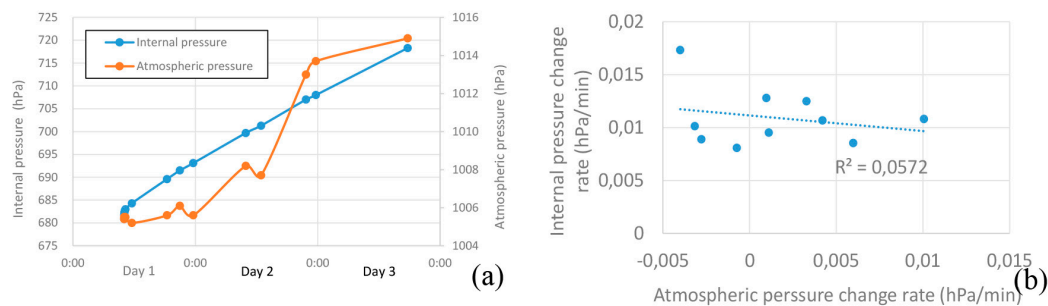 725
720
715
710
705
700
695
690
685
680
675
Internal pressure (hPa)
Internal pressure
Atmospheric pressure
1016
1014
1012
1010
1008
1006
1004
Atmospheric pressure (hPa)
0:00
0:00
0:00
0:00
Day 1
Day 2
Day 3
(a)
0,02
0,015
0,01
0,005
0
Internal pressure change
rate (hPa/min)
R² = 0,0572
-0,005
0
0,005
0,01
0,015
Atmospheric perssure change rate (hPa/min)
(b)